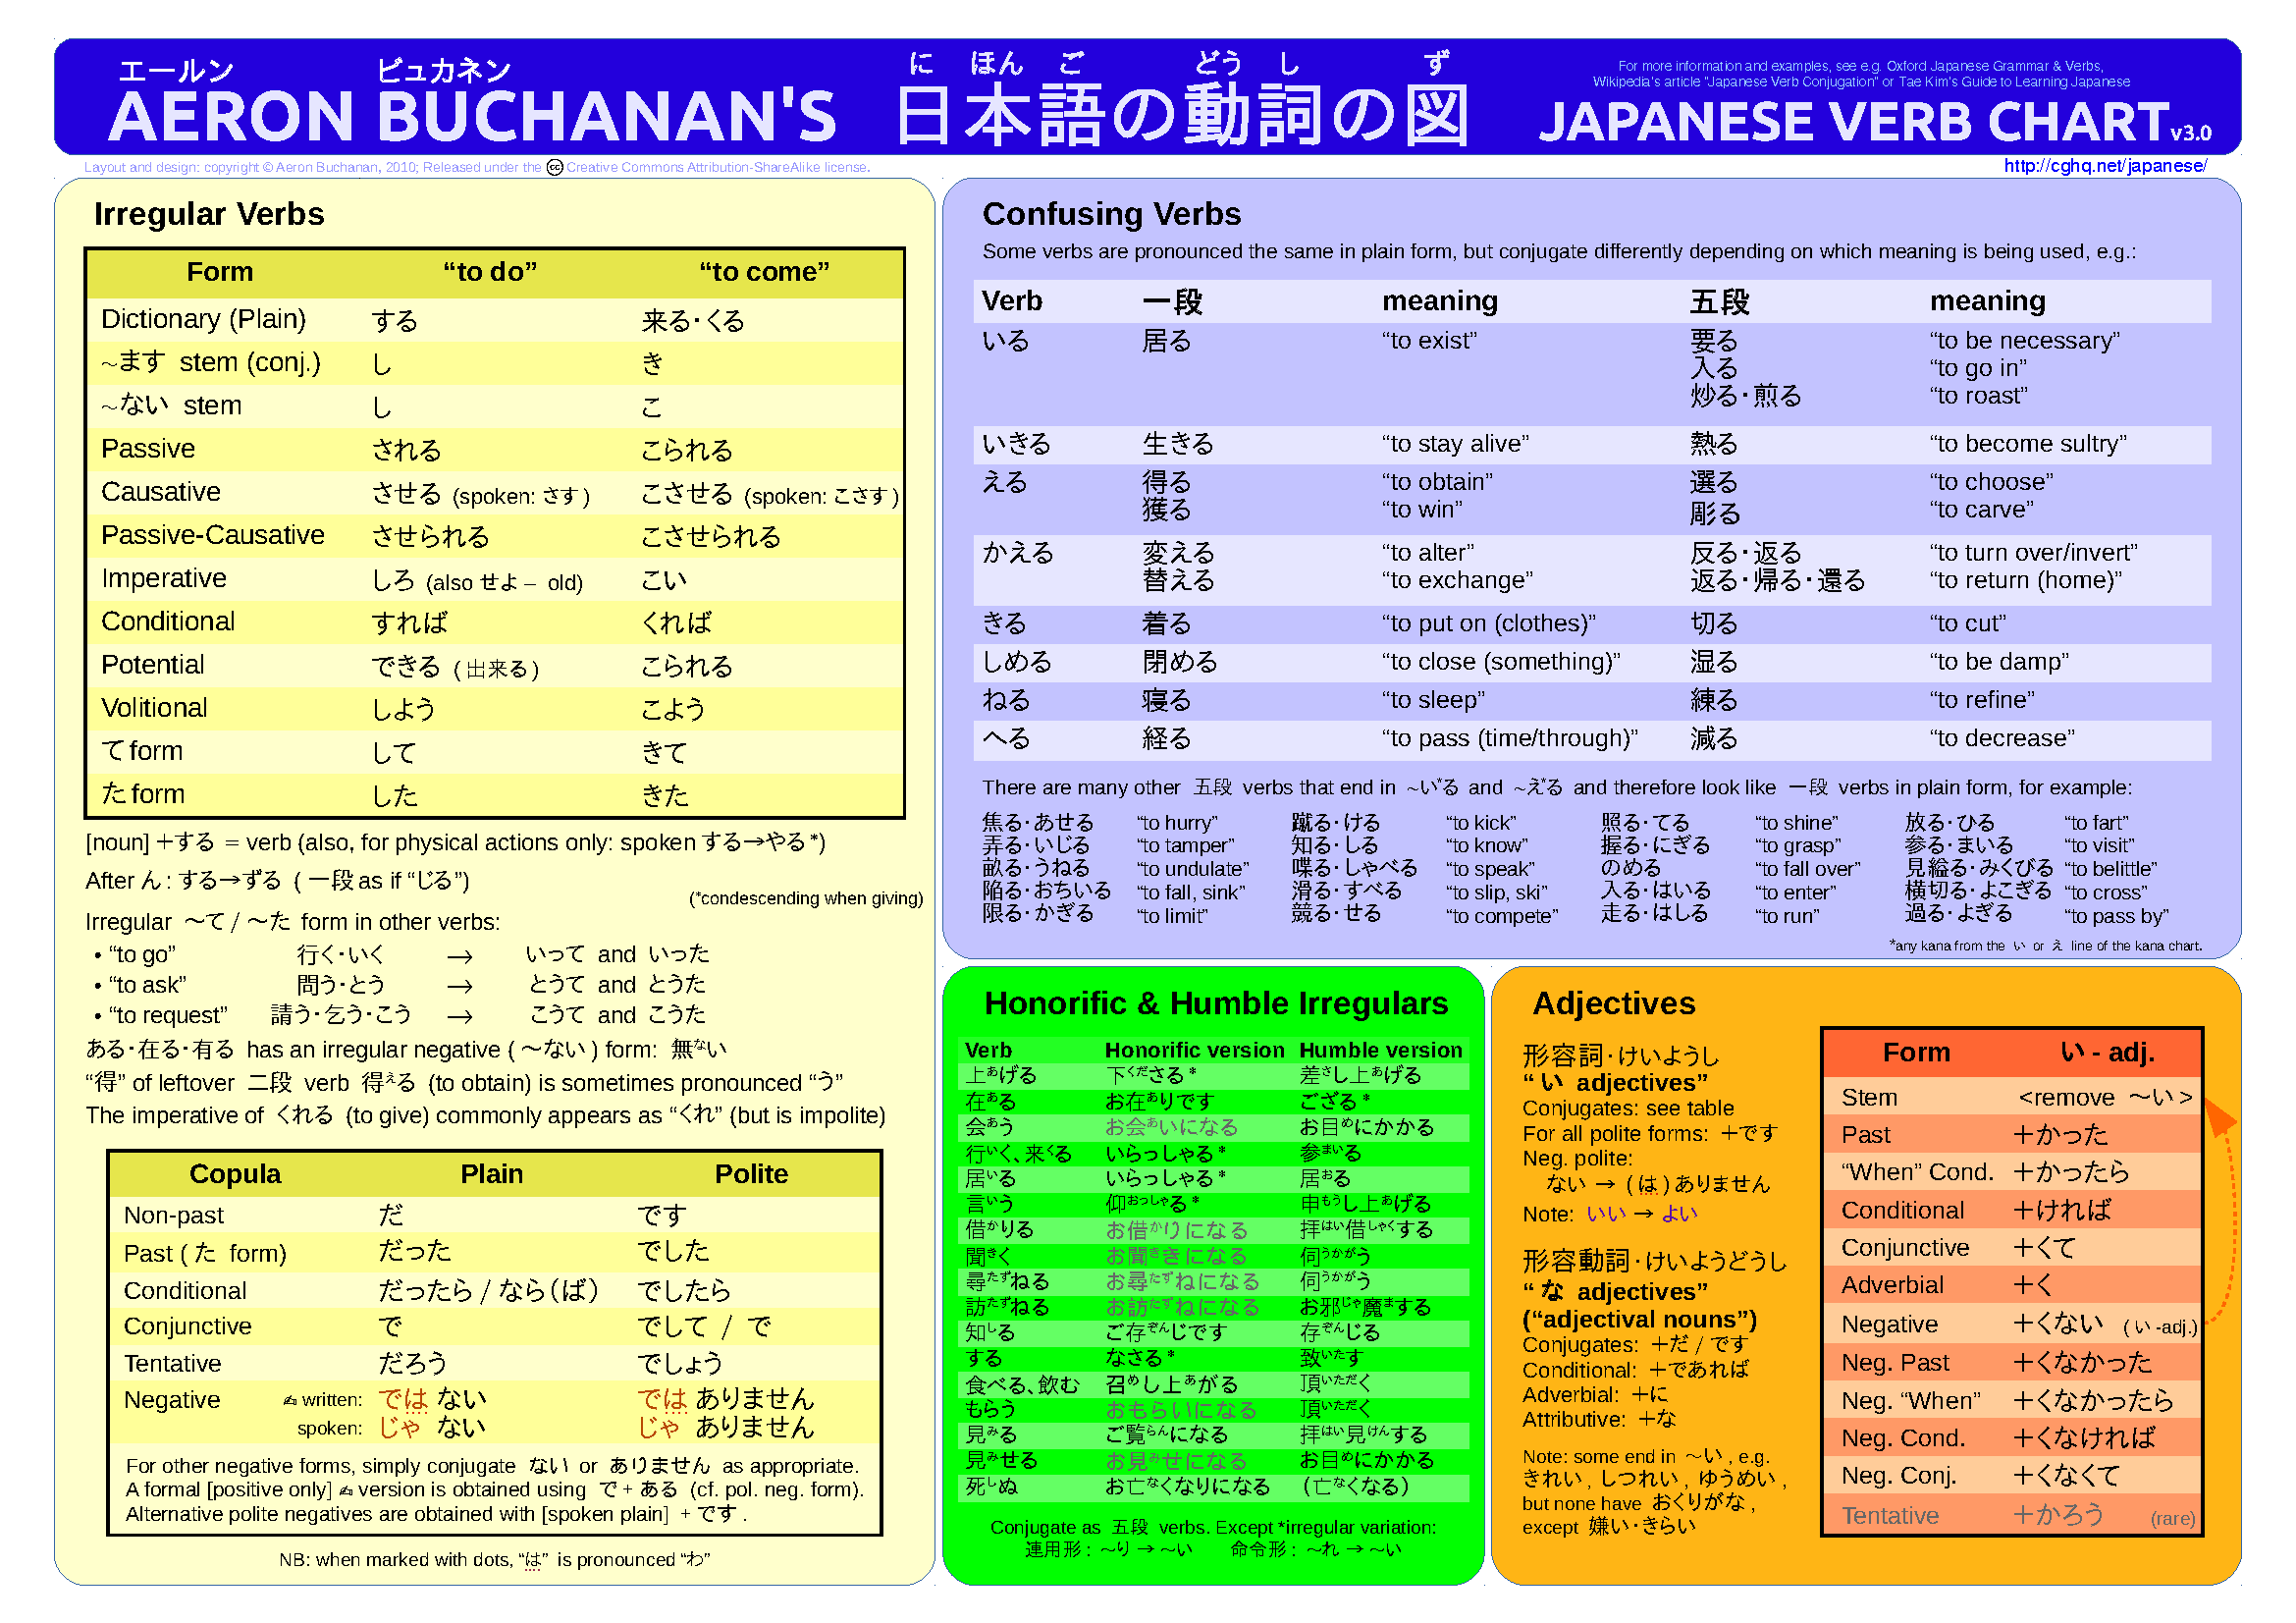 エールン ビュカネン に ほん ご どう し ず
AERON BUCHANAN'S 日本語の動詞の図 JAPANESE VERB CHART v3.0
For more information and examples, see e.g. Oxford Japanese Grammar & Verbs,
Wikipedia's article "Japanese Verb Conjugation" or Tae Kim's Guide to Learning Japanese
Layout and design: copyright © Aeron Buchanan, 2010; Released under the cc Creative Commons Attribution-ShareAlike license.
http://cghq.net/japanese/
Irregular Verbs
Form “to do” “to come”
Dictionary (Plain) する 来る・くる
~ます stem (conj.) し き
~ない stem し こ
Passive される こられる
Causative させる (spoken: さす) こさせる (spoken: こさす)
Passive-Causative させられる こさせられる
Imperative しろ (also せよ – old) こい
Conditional すれば くれば
Potential できる (出来る) こられる
Volitional しよう こよう
て form して きて
た form した きた
[noun] +する = verb (also, for physical actions only: spoken する→やる*)
After ん: する→ずる (一段 as if “じる”)
(*condescending when giving)
Irregular ～て / ～た form in other verbs:
• “to go” 行く・いく → いって and いった
• “to ask” 問う・とう → とうて and とうた
• “to request” 請う・乞う・こう → こうて and こうた
ある・在る・有る has an irregular negative (～ない) form: 無ない
“得” of leftover 二段 verb 得える (to obtain) is sometimes pronounced “う”
The imperative of くれる (to give) commonly appears as “くれ” (but is impolite)
Copula Plain Polite
Non-past だ です
Past (た form) だった でした
Conditional だったら / なら(ば) でしたら
Conjunctive で でして / で
Tentative だろう でしょう
Negative ✍ written: では ない では ありません
spoken: じゃ ない じゃ ありません
For other negative forms, simply conjugate ない or ありません as appropriate.
A formal [positive only] ✍ version is obtained using で + ある (cf. pol. neg. form).
Alternative polite negatives are obtained with [spoken plain] + です.
NB: when marked with dots, “は” is pronounced “わ”
Confusing Verbs
Some verbs are pronounced the same in plain form, but conjugate differently depending on which meaning is being used, e.g.:
Verb 一段 meaning 五段 meaning
いる 居る “to exist” 要る “to be necessary”
入る “to go in”
炒る・煎る “to roast”
いきる 生きる “to stay alive” 熱る “to become sultry”
える 得る “to obtain” 選る “to choose”
獲る “to win” 彫る “to carve”
かえる 変える “to alter” 反る・返る “to turn over/invert”
替える “to exchange” 返る・帰る・還る “to return (home)”
きる 着る “to put on (clothes)” 切る “to cut”
しめる 閉める “to close (something)” 湿る “to be damp”
ねる 寝る “to sleep” 練る “to refine”
へる 経る “to pass (time/through)” 減る “to decrease”
There are many other 五段 verbs that end in ~い*る and ~え*る and therefore look like 一段 verbs in plain form, for example:
焦る・あせる “to hurry” 蹴る・ける “to kick” 照る・てる “to shine” 放る・ひる “to fart”
弄る・いじる “to tamper” 知る・しる “to know” 握る・にぎる “to grasp” 参る・まいる “to visit”
畝る・うねる “to undulate” 喋る・しゃべる “to speak” のめる “to fall over” 見縊る・みくびる “to belittle”
陥る・おちいる “to fall, sink” 滑る・すべる “to slip, ski” 入る・はいる “to enter” 横切る・よこぎる “to cross”
限る・かぎる “to limit” 競る・せる “to compete” 走る・はしる “to run” 過る・よぎる “to pass by”
*any kana from the い or え line of the kana chart.
Honorific & Humble Irregulars
Verb Honorific version Humble version
上あげる 下くださる* 差さし上あげる
在ある お在ありです ござる*
会あう お会あいになる お目めにかかる
行いく、来くる いらっしゃる* 参まいる
居いる いらっしゃる* 居おる
言いう 仰おっしゃる* 申もうし上あげる
借かりる お借かりになる 拝はい借しゃくする
聞きく お聞ききになる 伺うかがう
尋たずねる お尋たずねになる 伺うかがう
訪たずねる お訪たずねになる お邪じゃ魔まする
知しる ご存ぞんじです 存ぞんじる
する なさる* 致いたす
食べる、飲む 召めし上あがる 頂いただく
もらう おもらいになる 頂いただく
見みる ご覧らんになる 拝はい見けんする
見みせる お見みせになる お目めにかかる
死しぬ お亡なくなりになる (亡なくなる)
Conjugate as 五段 verbs. Except *irregular variation:
連用形: ～り → ～い 命令形: ～れ → ～い
Adjectives
形容詞・けいようし
“い adjectives”
Conjugates: see table
For all polite forms: +です
Neg. polite:
ない → (は)ありません
Note: いい → よい
形容動詞・けいようどうし
“な adjectives”
(“adjectival nouns”)
Conjugates: +だ / です
Conditional: +であれば
Adverbial: +に
Attributive: +な
Note: some end in ～い, e.g.
きれい, しつれい, ゆうめい,
but none have おくりがな,
except 嫌い・きらい
Form い - adj.
Stem <remove ～い>
Past +かった
“When” Cond. +かったら
Conditional +ければ
Conjunctive +くて
Adverbial +く
Negative +くない (い-adj.)
Neg. Past +くなかった
Neg. “When” +くなかったら
Neg. Cond. +くなければ
Neg. Conj. +くなくて
Tentative +かろう (rare)